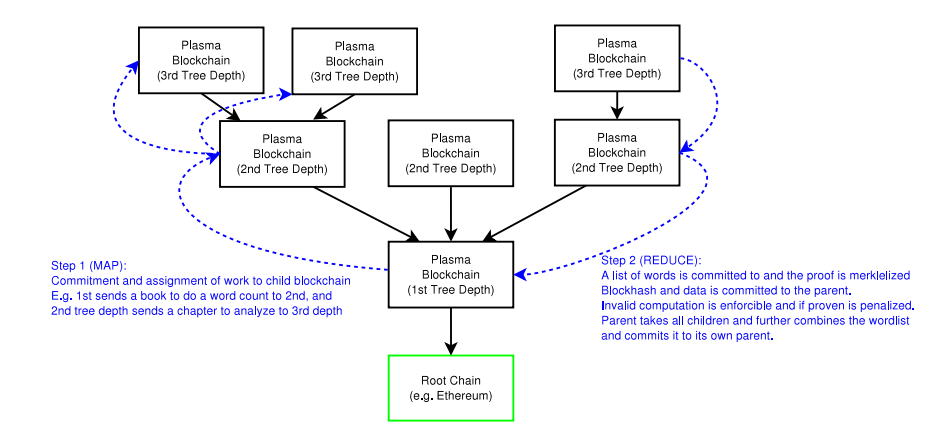 Plasma
Blockchain
(3rd Tree Depth)
Plasma
Blockchain
(3rd Tree Depth)
Plasma
Blockchain
(3rd Tree Depth)
Plasma
Blockchain
(2nd Tree Depth)
Plasma
Blockchain
(2nd Tree Depth)
Plasma
Blockchain
(2nd Tree Depth)
Plasma
Blockchain
(1st Tree Depth)
Step 1 (MAP):
Commitment and assignment of work to child blockchain
E.g. 1st sends a book to do a word count to 2nd, and
2nd tree depth sends a chapter to analyze to 3rd depth
Step 2 (REDUCE):
A list of words is committed to and the proof is merklelized
Blockhash and data is committed to the parent.
Invalid computation is enforcible and if proven is penalized.
Parent takes all children and further combines the wordlist
and commits it to its own parent.
Root Chain
(e.g. Ethereum)